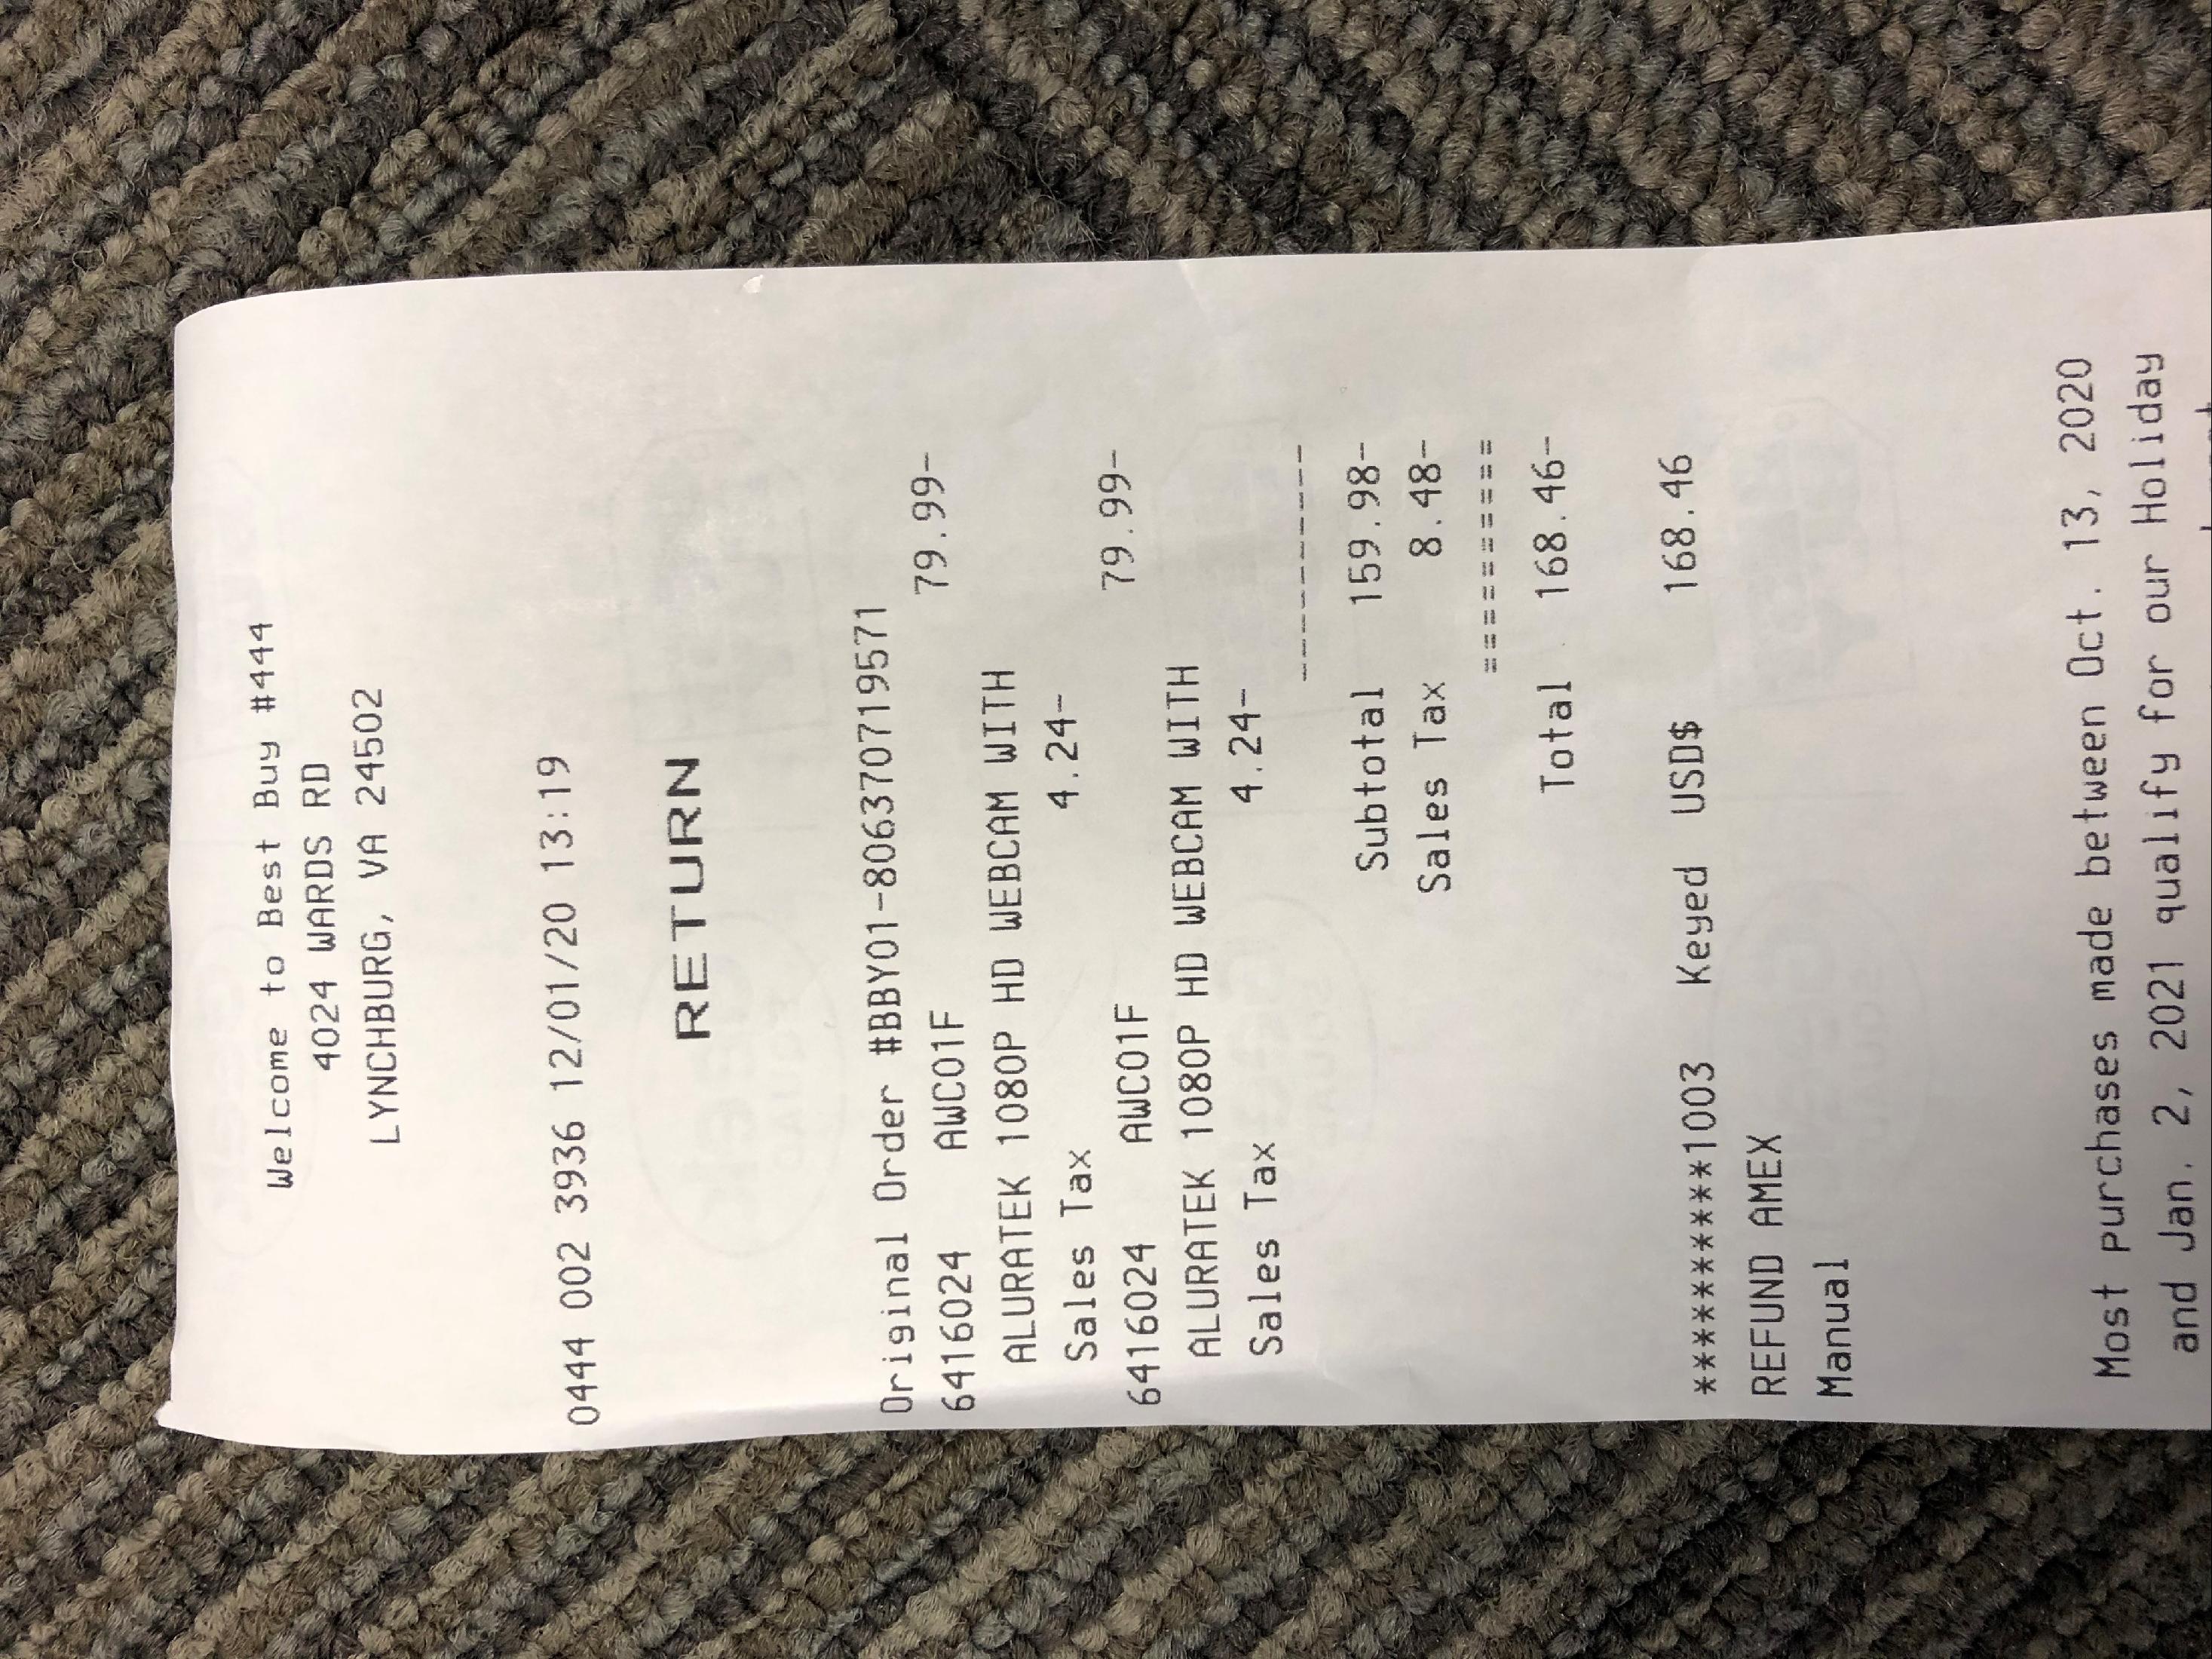 Welcome to Best Buy #444
4024 WARDS RD
LYNCHBURG, VA 24502
0444 002 3936 12/01/20 13:19
RETURN
Original Order #BBY01-806370719571
6416024 AWC01F 79.99-
ALURATEK 1080P HD WEBCAM WITH
Sales Tax 4.24-
6416024 AWC01F 79.99-
ALURATEK 1080P HD WEBCAM WITH
Sales Tax 4.24-
----------
Subtotal 159.98-
Sales Tax 8.48-
==========
Total 168.46-
***********1003 Keyed USD$ 168.46
REFUND AMEX
Manual
Most purchases made between Oct. 13, 2020
and Jan. 2, 2021 qualify for our Holiday